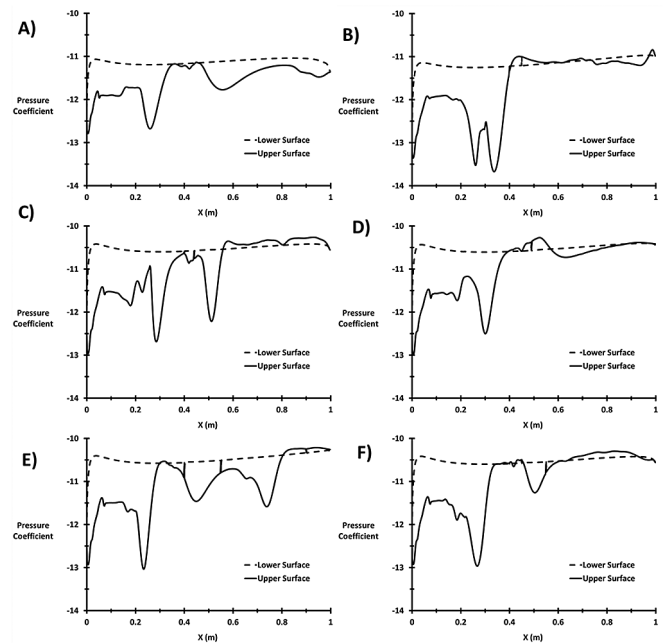 A)
-10
-11
-12
-13
-14
Pressure
Coefficient
0
0.2
0.4
0.6
0.8
1
X (m)
Lower Surface
Upper Surface
B)
-10
-11
-12
-13
-14
Pressure
Coefficient
0
0.2
0.4
0.6
0.8
1
X (m)
Lower Surface
Upper Surface
C)
-10
-11
-12
-13
-14
Pressure
Coefficient
0
0.2
0.4
0.6
0.8
1
X (m)
Lower Surface
Upper Surface
D)
-10
-11
-12
-13
-14
Pressure
Coefficient
0
0.2
0.4
0.6
0.8
1
X (m)
Lower Surface
Upper Surface
E)
-10
-11
-12
-13
-14
Pressure
Coefficient
0
0.2
0.4
0.6
0.8
1
X (m)
Lower Surface
Upper Surface
F)
-10
-11
-12
-13
-14
Pressure
Coefficient
0
0.2
0.4
0.6
0.8
1
X (m)
Lower Surface
Upper Surface